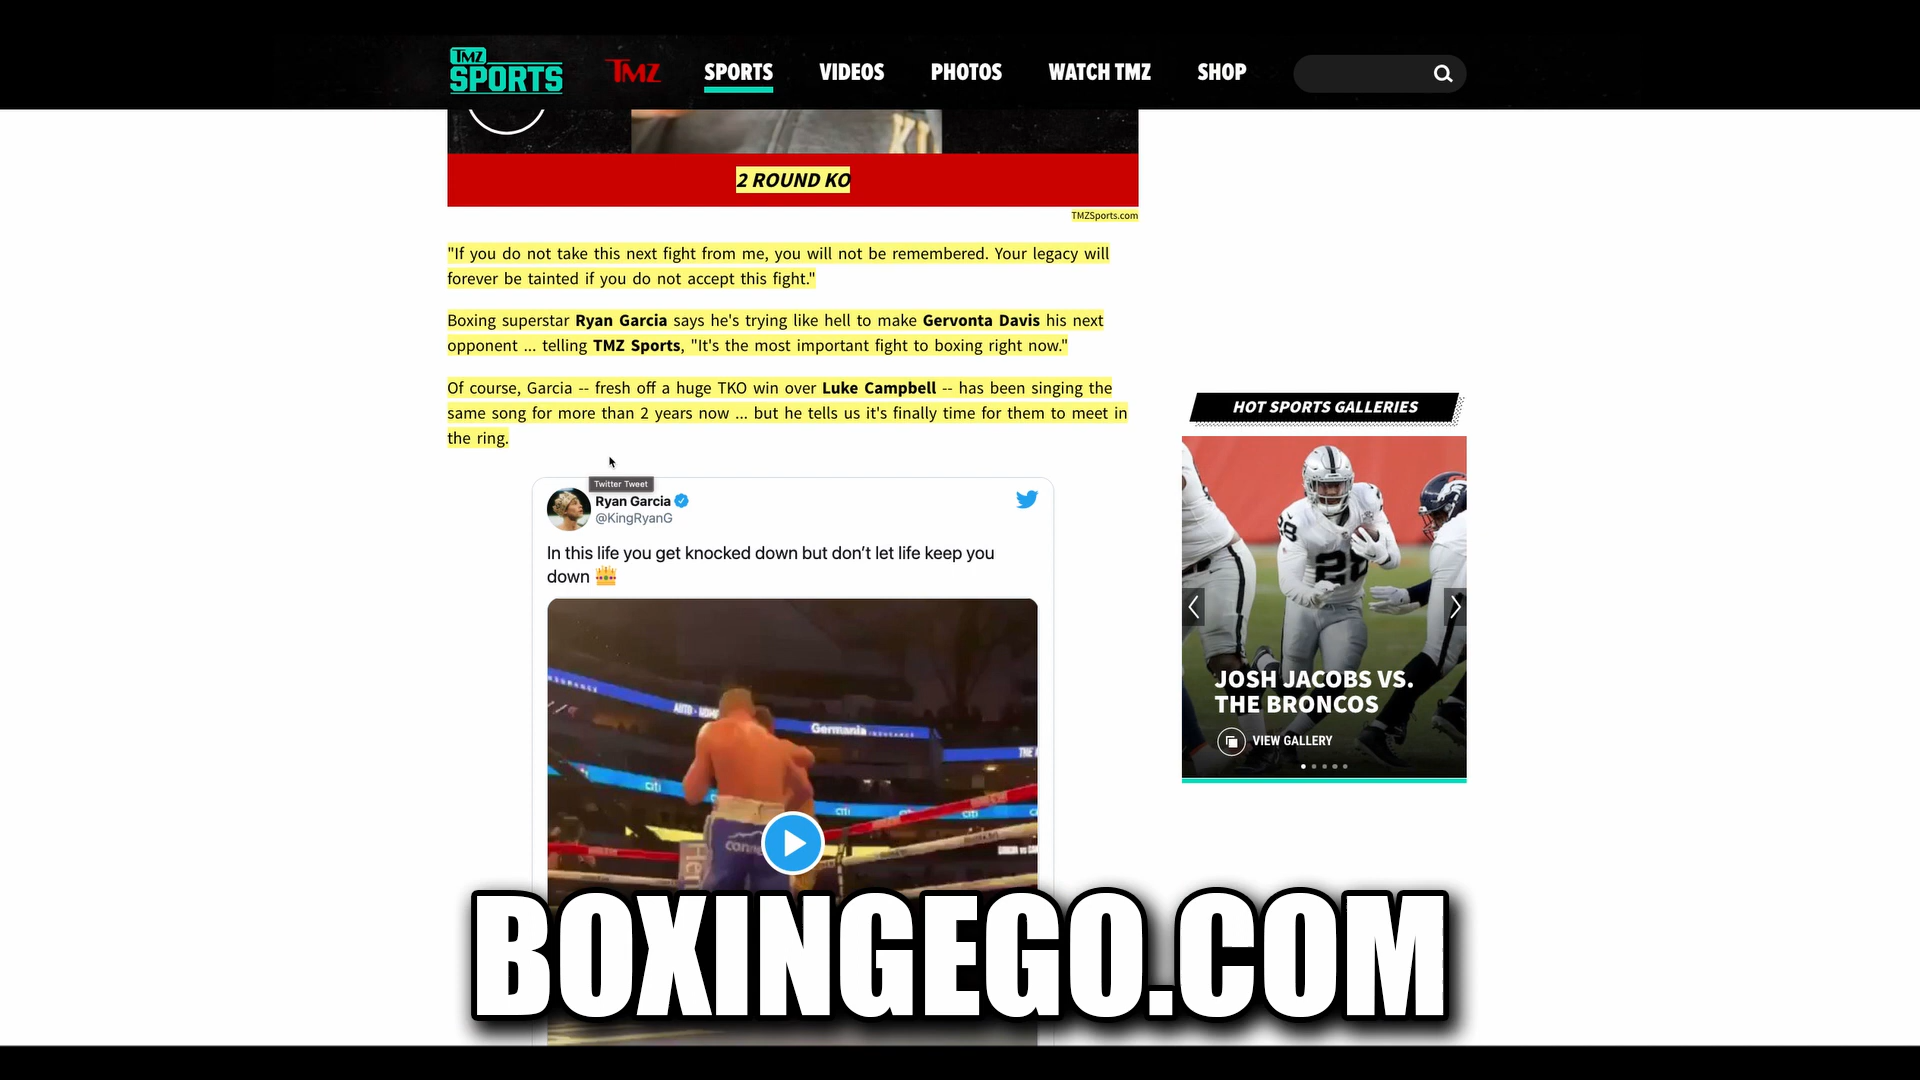 TMZ
SPORTS
TMZ
SPORTS
VIDEOS
PHOTOS
WATCH TMZ
SHOP
2 ROUND KO
TMZSports.com
"If you do not take this next fight from me, you will not be remembered. Your legacy will
forever be tainted if you do not accept this fight."
Boxing superstar Ryan Garcia says he's trying like hell to make Gervonta Davis his next
opponent ... telling TMZ Sports, "It's the most important fight to boxing right now."
Of course, Garcia -- fresh off a huge TKO win over Luke Campbell -- has been singing the
same song for more than 2 years now ... but he tells us it's finally time for them to meet in
the ring.
Twitter Tweet
Ryan Garcia
@KingRyanG
In this life you get knocked down but don’t let life keep you
down
Germania
citi
citi
citi
HOT SPORTS GALLERIES
28
28
JOSH JACOBS VS.
THE BRONCOS
VIEW GALLERY
BOXINGEGO.COM